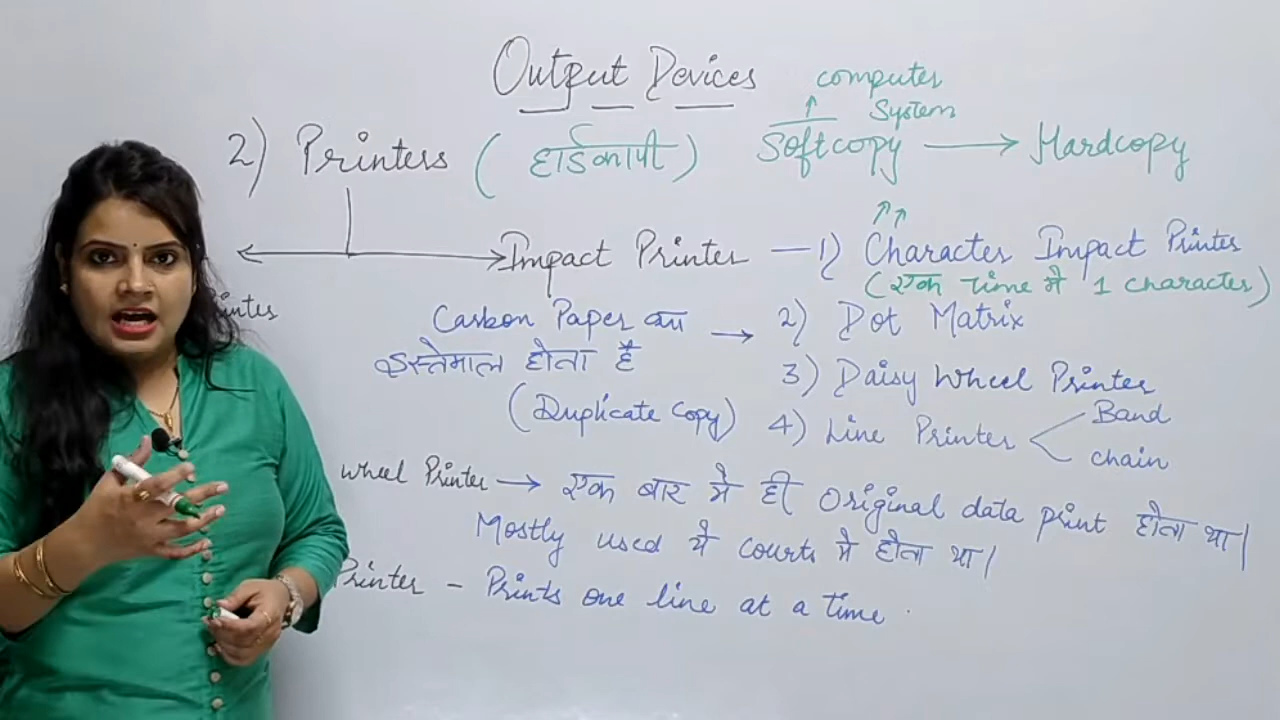 Output Devices
computer
System
2) Printers (हार्डकापी) Softcopy → Hardcopy
Impact Printer — 1) Character Impact Printer
(एक time में 1 character)
Carbon Paper का → 2) Dot Matrix
इस्तेमाल होता है
3) Daisy Wheel Printer
(Duplicate Copy) 4) Line Printer < Band
chain
Wheel Printer → एक बार में ही Original data print होता था।
Mostly used ये courts में होता था।
Printer - Prints one line at a time.